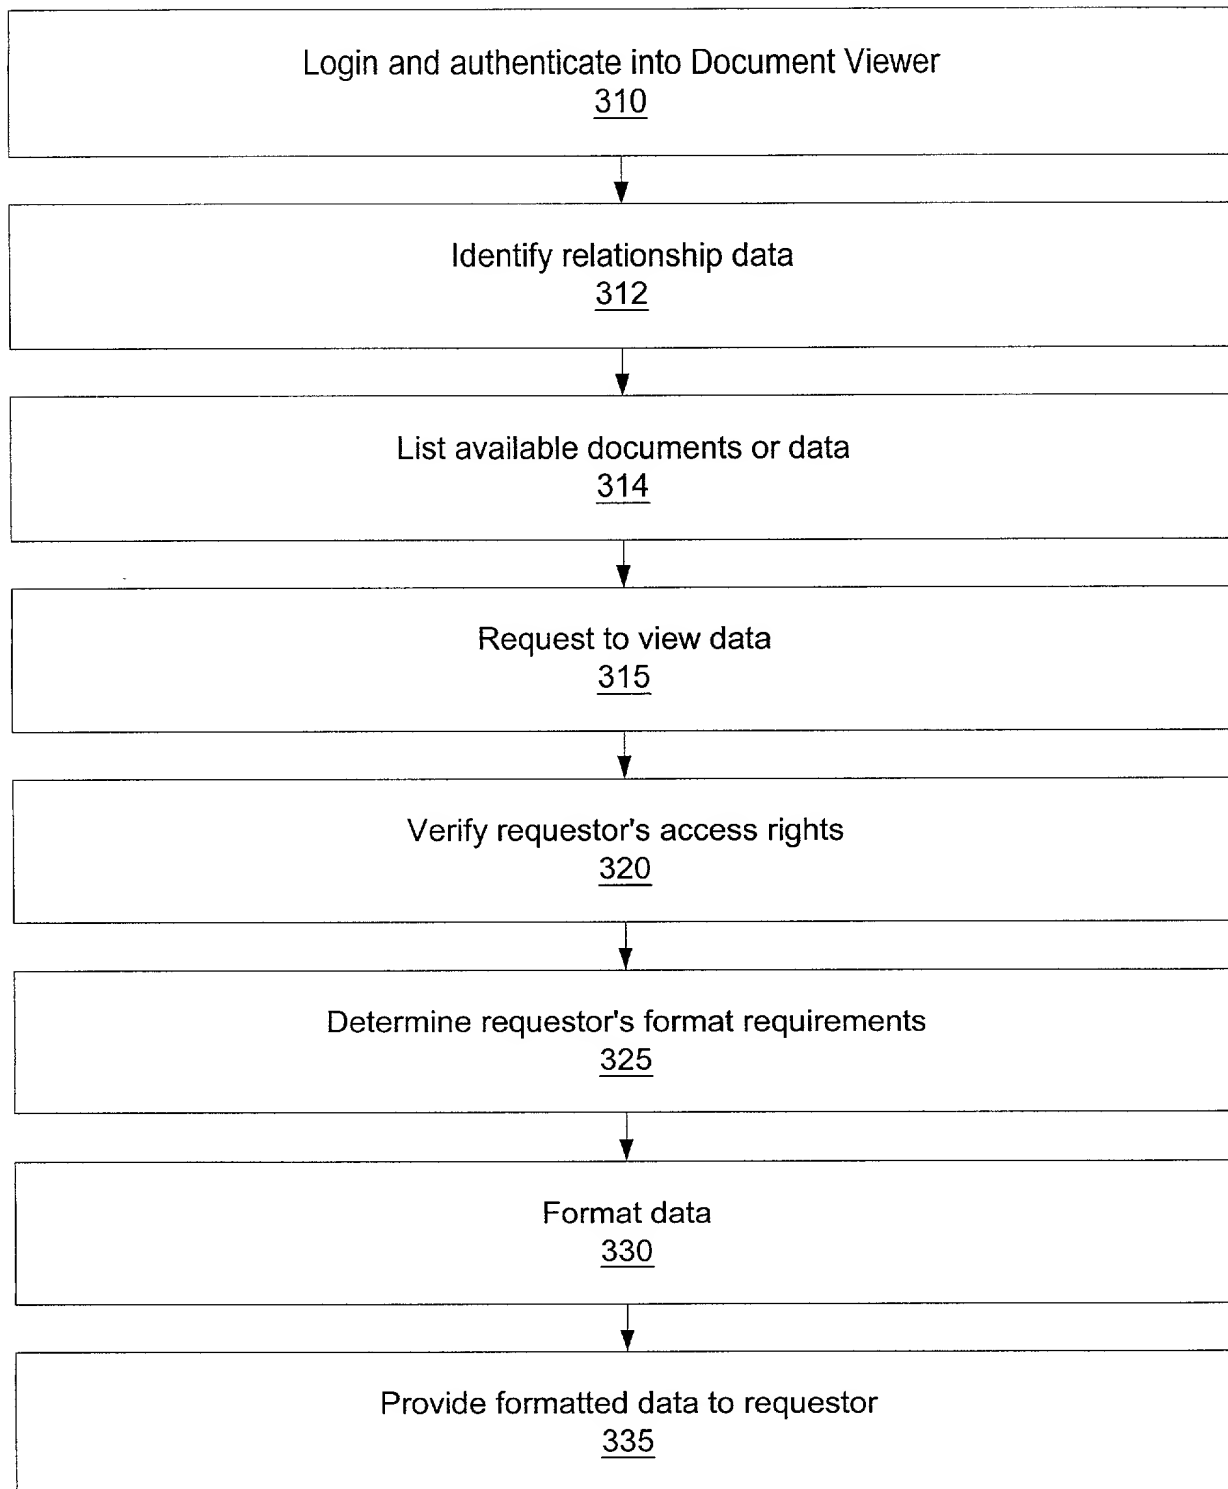 Login and authenticate into Document Viewer
310
Identify relationship data
312
List available documents or data
314
Request to view data
315
Verify requestor's access rights
320
Determine requestor's format requirements
325
Format data
330
Provide formatted data to requestor
335